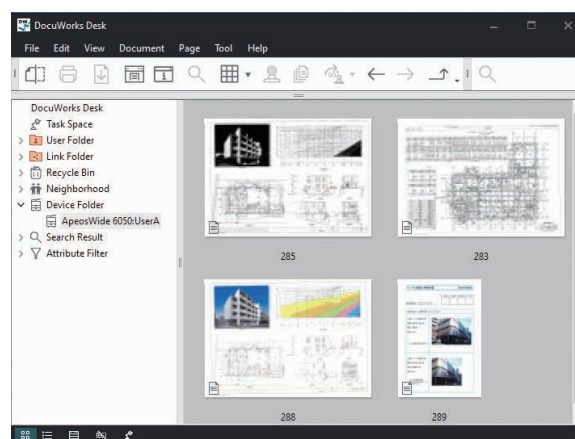 DocuWorks Desk
File Edit View Document Page Tool Help
DocuWorks Desk
Task Space
User Folder
Link Folder
Recycle Bin
Neighborhood
Device Folder
ApeosWide 6050:UserA
Search Result
Attribute Filter
285
283
288
289